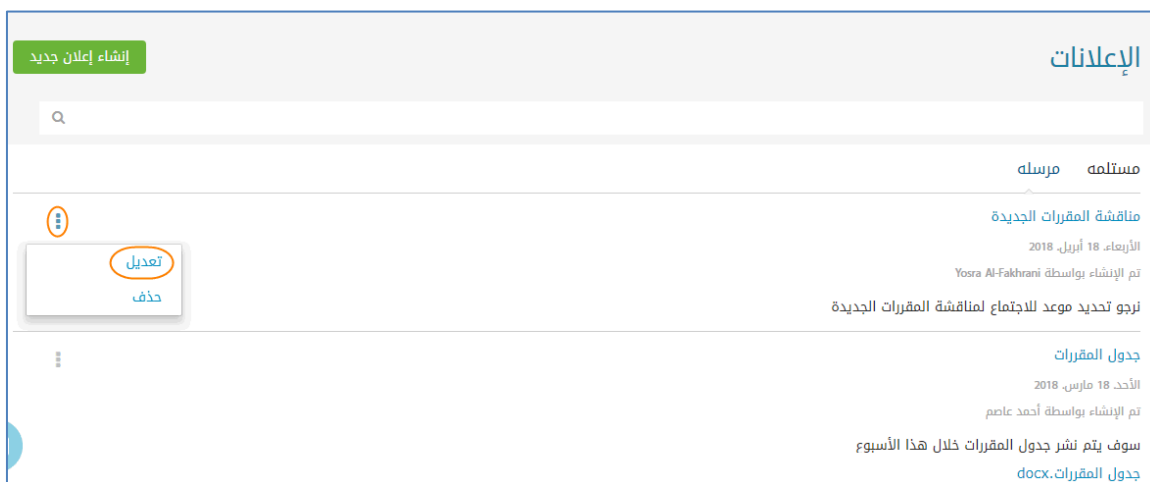 الإعلانات
إنشاء إعلان جديد
مستلمه مرسله
مناقشة المقررات الجديدة
الأربعاء، 18 أبريل، 2018
تم الإنشاء بواسطة Yosra Al-Fakhrani
نرجو تحديد موعد للاجتماع لمناقشة المقررات الجديدة
تعديل
حذف
جدول المقررات
الأحد، 18 مارس، 2018
تم الإنشاء بواسطة أحمد عاصم
سوف يتم نشر جدول المقررات خلال هذا الأسبوع
جدول المقررات.docx